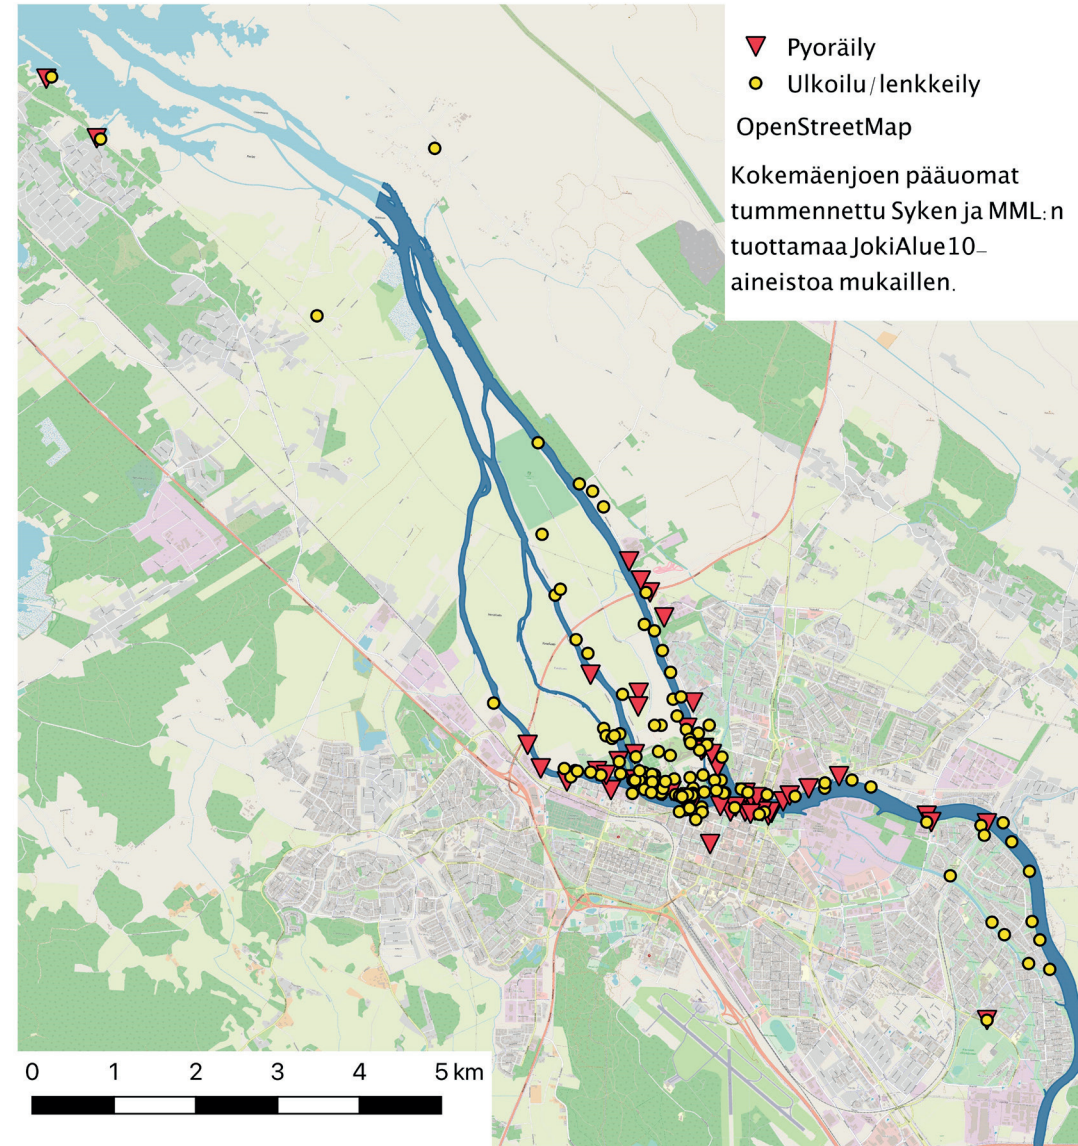 Pyoräily
Ulkoilu/lenkkeily
OpenStreetMap
Kokemäenjoen pääuomat
tummennettu Syken ja MML:n
tuottamaa JokiAlue10–
aineistoa mukaillen.
0 1 2 3 4 5 km